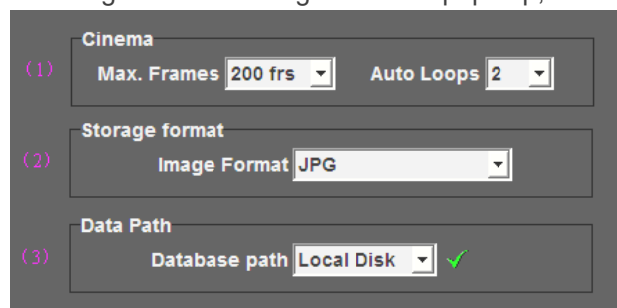 Cinema
(1) Max. Frames 200 frs Auto Loops 2
Storage format
(2) Image Format JPG
Data Path
(3) Database path Local Disk